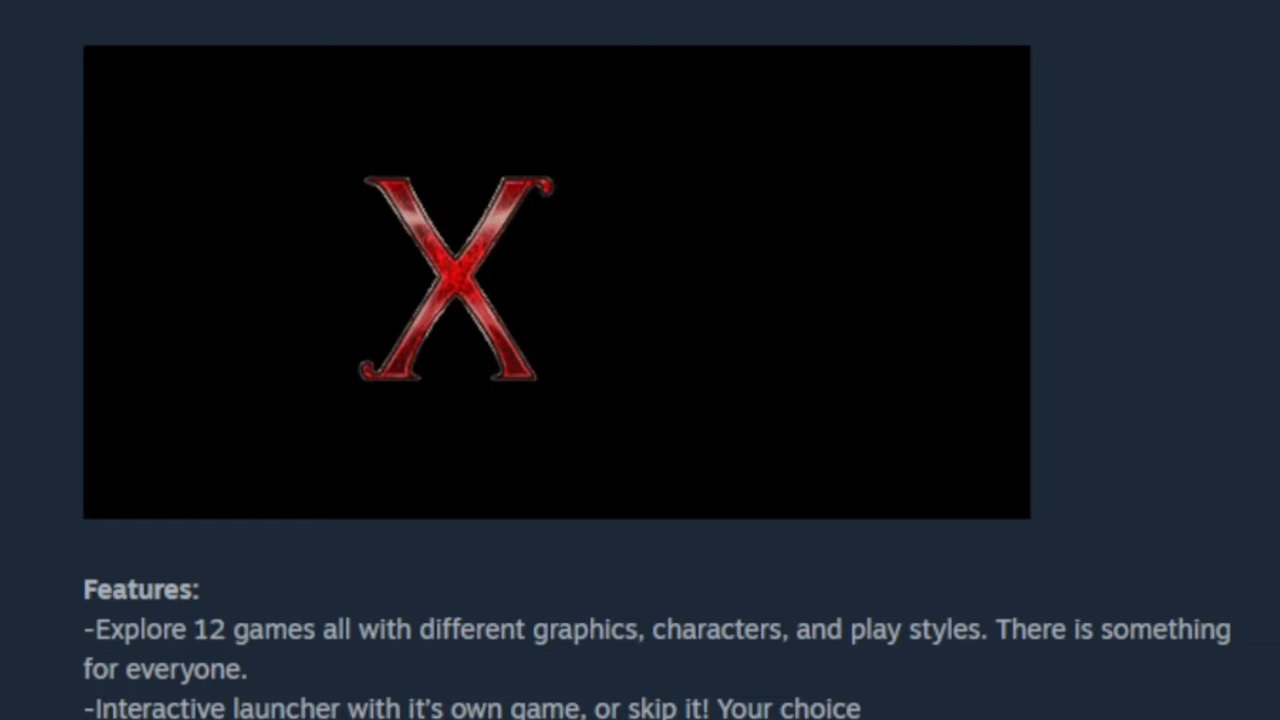 X
Features:
-Explore 12 games all with different graphics, characters, and play styles. There is something
for everyone.
-Interactive launcher with it's own game, or skip it! Your choice